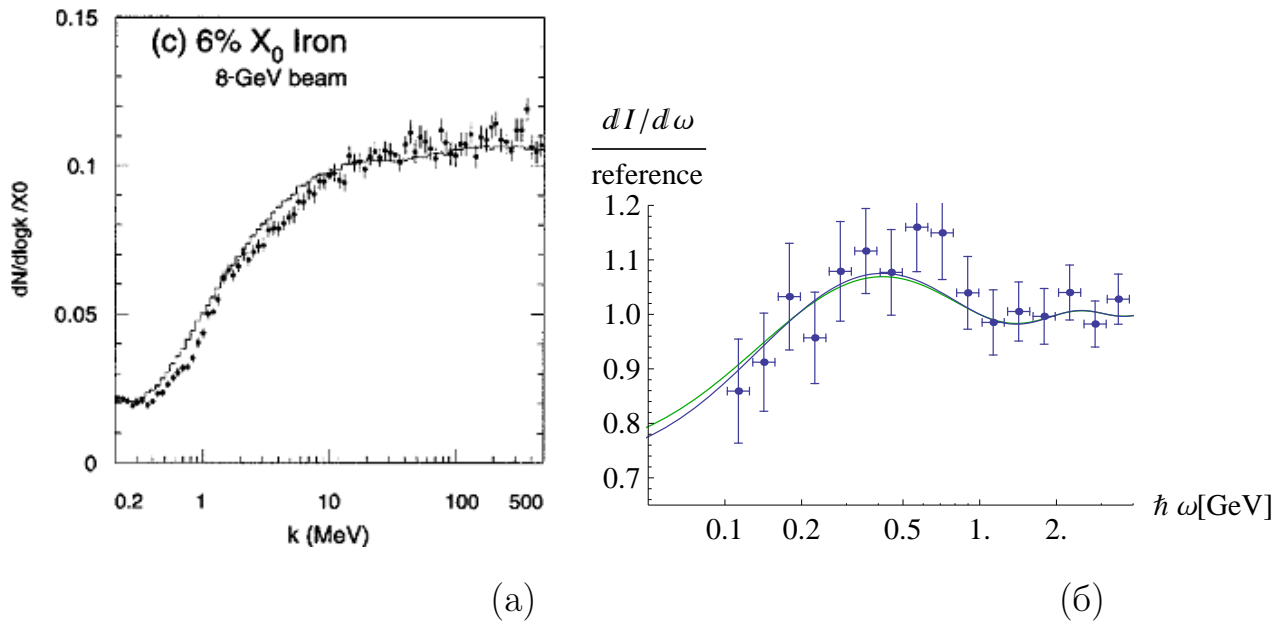 0.15
(c) 6% X₀ Iron
8-GeV beam
0.1
dN/dlogk /X0
0.05
0
0.2 1 10 100 500
k (MeV)
(а)
dI/dω
reference
1.2
1.1
1.0
0.9
0.8
0.7
0.1 0.2 0.5 1. 2.
ℏ ω[GeV]
(б)